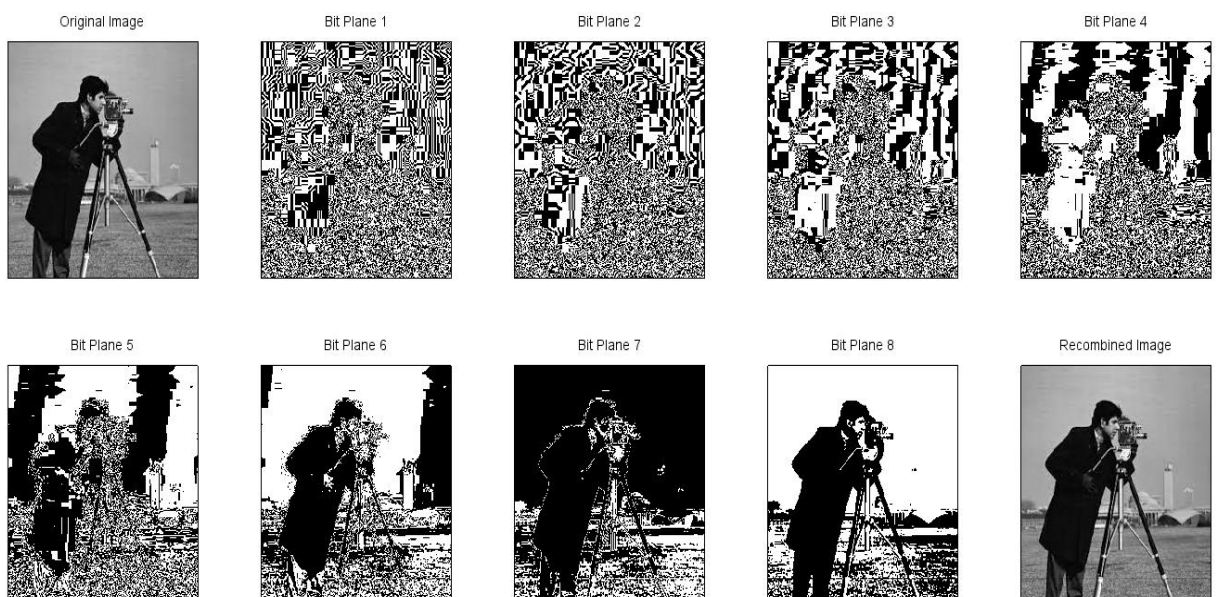 Original Image
Bit Plane 1
Bit Plane 2
Bit Plane 3
Bit Plane 4
Bit Plane 5
Bit Plane 6
Bit Plane 7
Bit Plane 8
Recombined Image